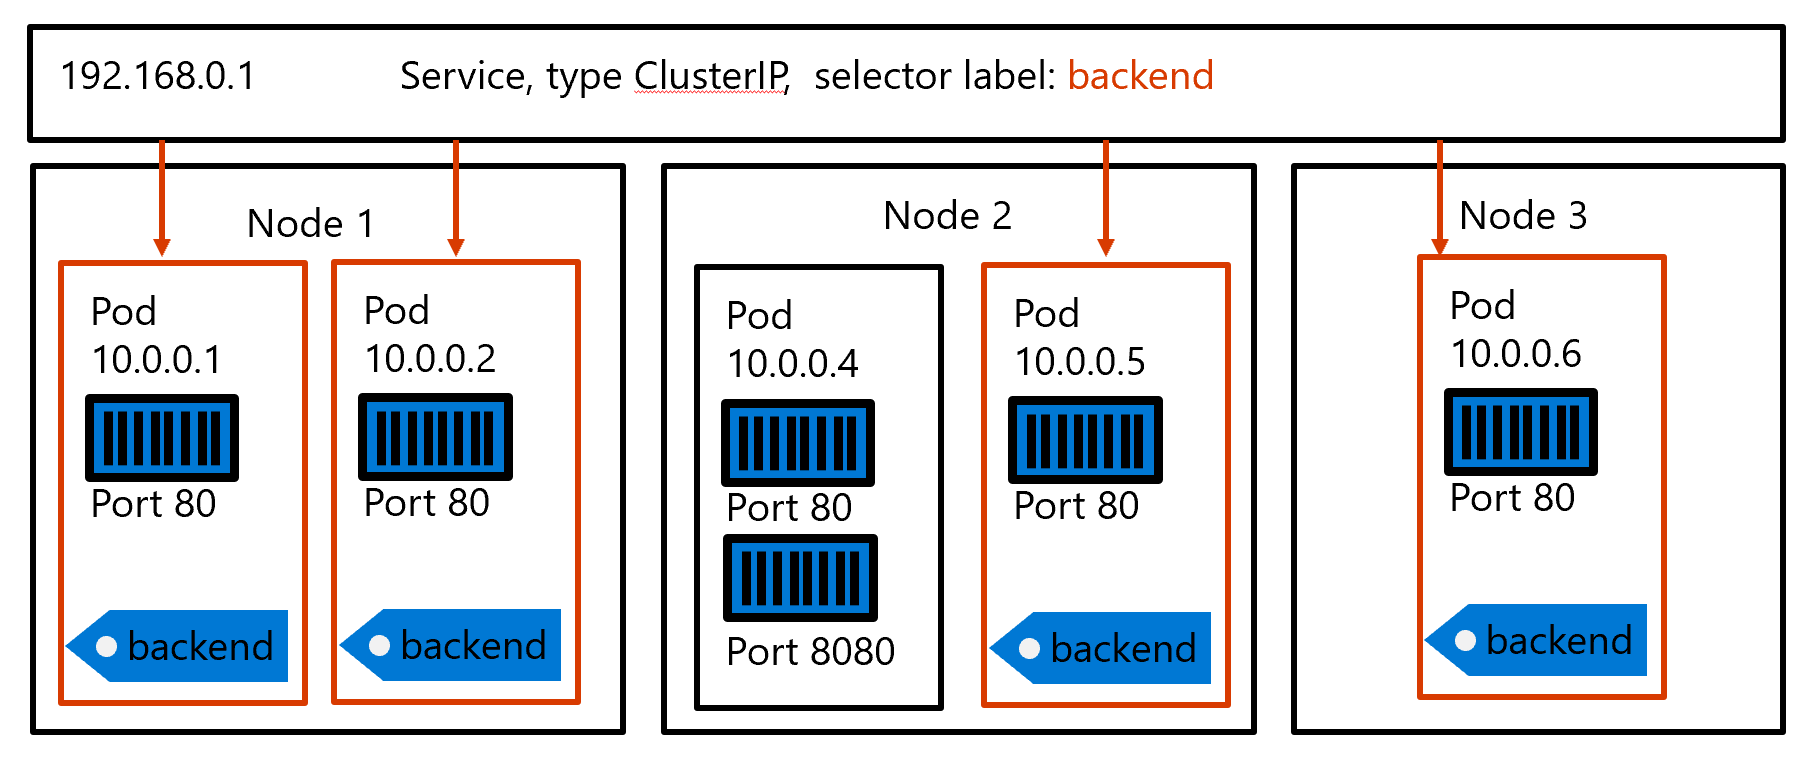 192.168.0.1 Service, type ClusterIP, selector label: backend
Node 1
Pod
10.0.0.1
Port 80
backend
Pod
10.0.0.2
Port 80
backend
Node 2
Pod
10.0.0.4
Port 80
Port 8080
Pod
10.0.0.5
Port 80
backend
Node 3
Pod
10.0.0.6
Port 80
backend